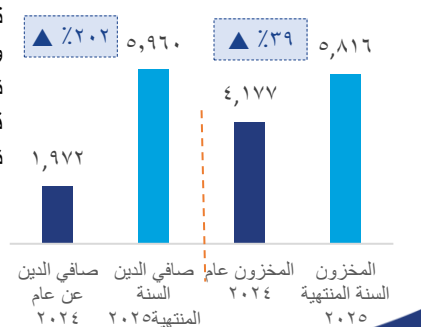 ▲ ٪٢٠٢
▲ ٪٣٩
٥,٩٦٠
٥,٨١٦
٤,١٧٧
١,٩٧٢
المخزون السنة المنتهية ٢٠٢٥
المخزون عام ٢٠٢٤
صافي الدين السنة المنتهية٢٠٢٥
صافي الدين عن عام ٢٠٢٤